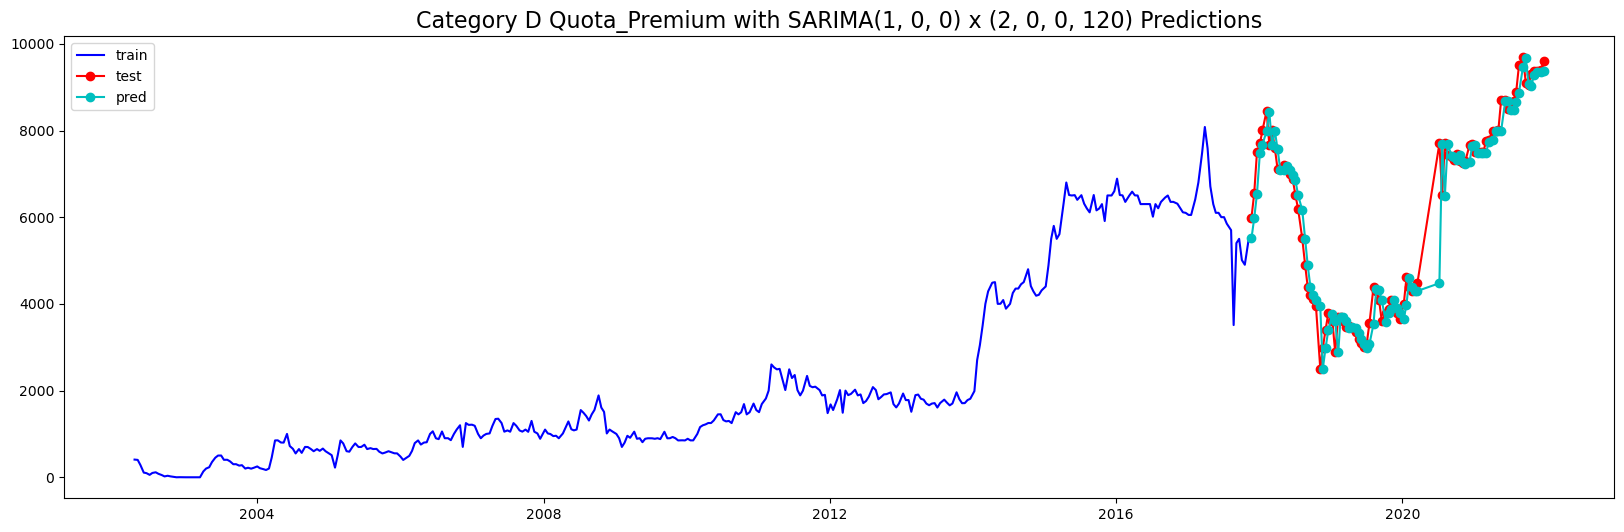 Category D Quota_Premium with SARIMA(1, 0, 0) x (2, 0, 0, 120) Predictions
train
test
pred
10000
8000
6000
4000
2000
0
2004 2008 2012 2016 2020